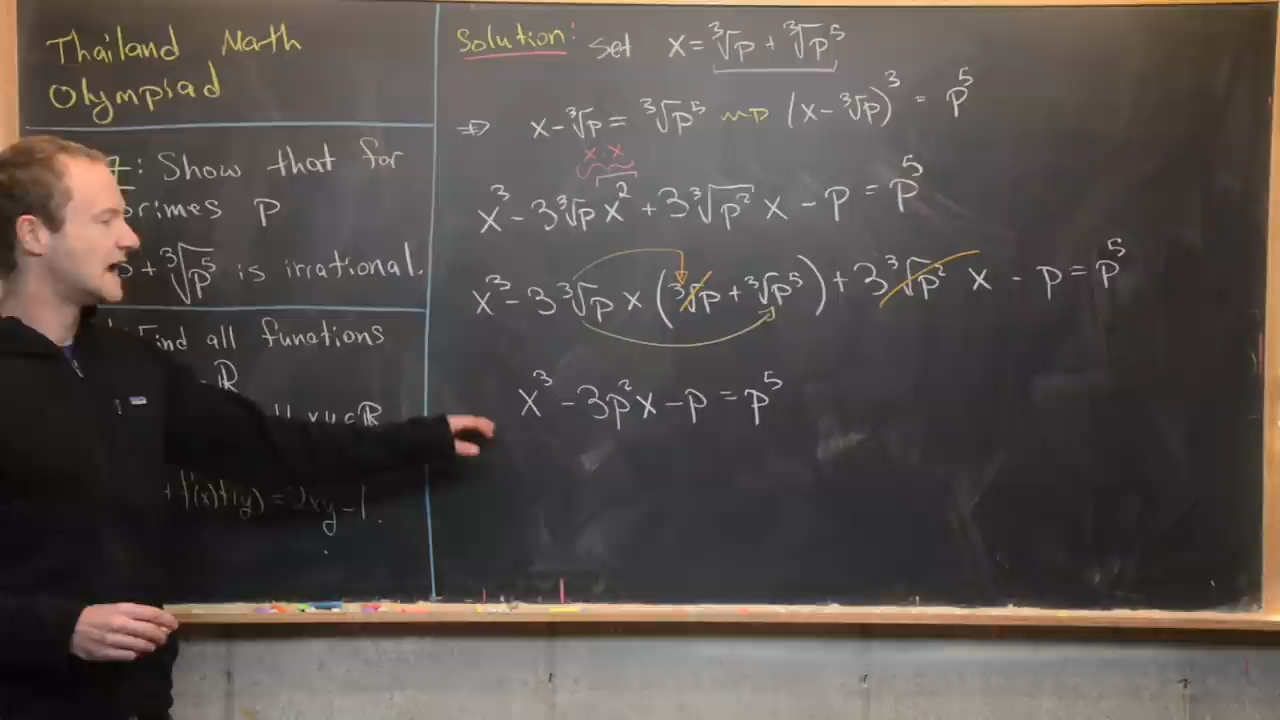 Thailand Math
Olympiad
: Show that for
primes p
+ ∛p⁵ is irrational.
Find all functions
ℝ
xy∈ℝ
+ f(x)f(y) = 2xy-1.
Solution: Set x = ∛p + ∛p⁵
⇒ x - ∛p = ∛p⁵ ⇝ (x - ∛p)³ = p⁵
x · x
x³ - 3∛p x² + 3∛p² x - p = p⁵
x³ - 3∛p x (∛p + ∛p⁵) + 3∛p² x - p = p⁵
x³ - 3p²x - p = p⁵